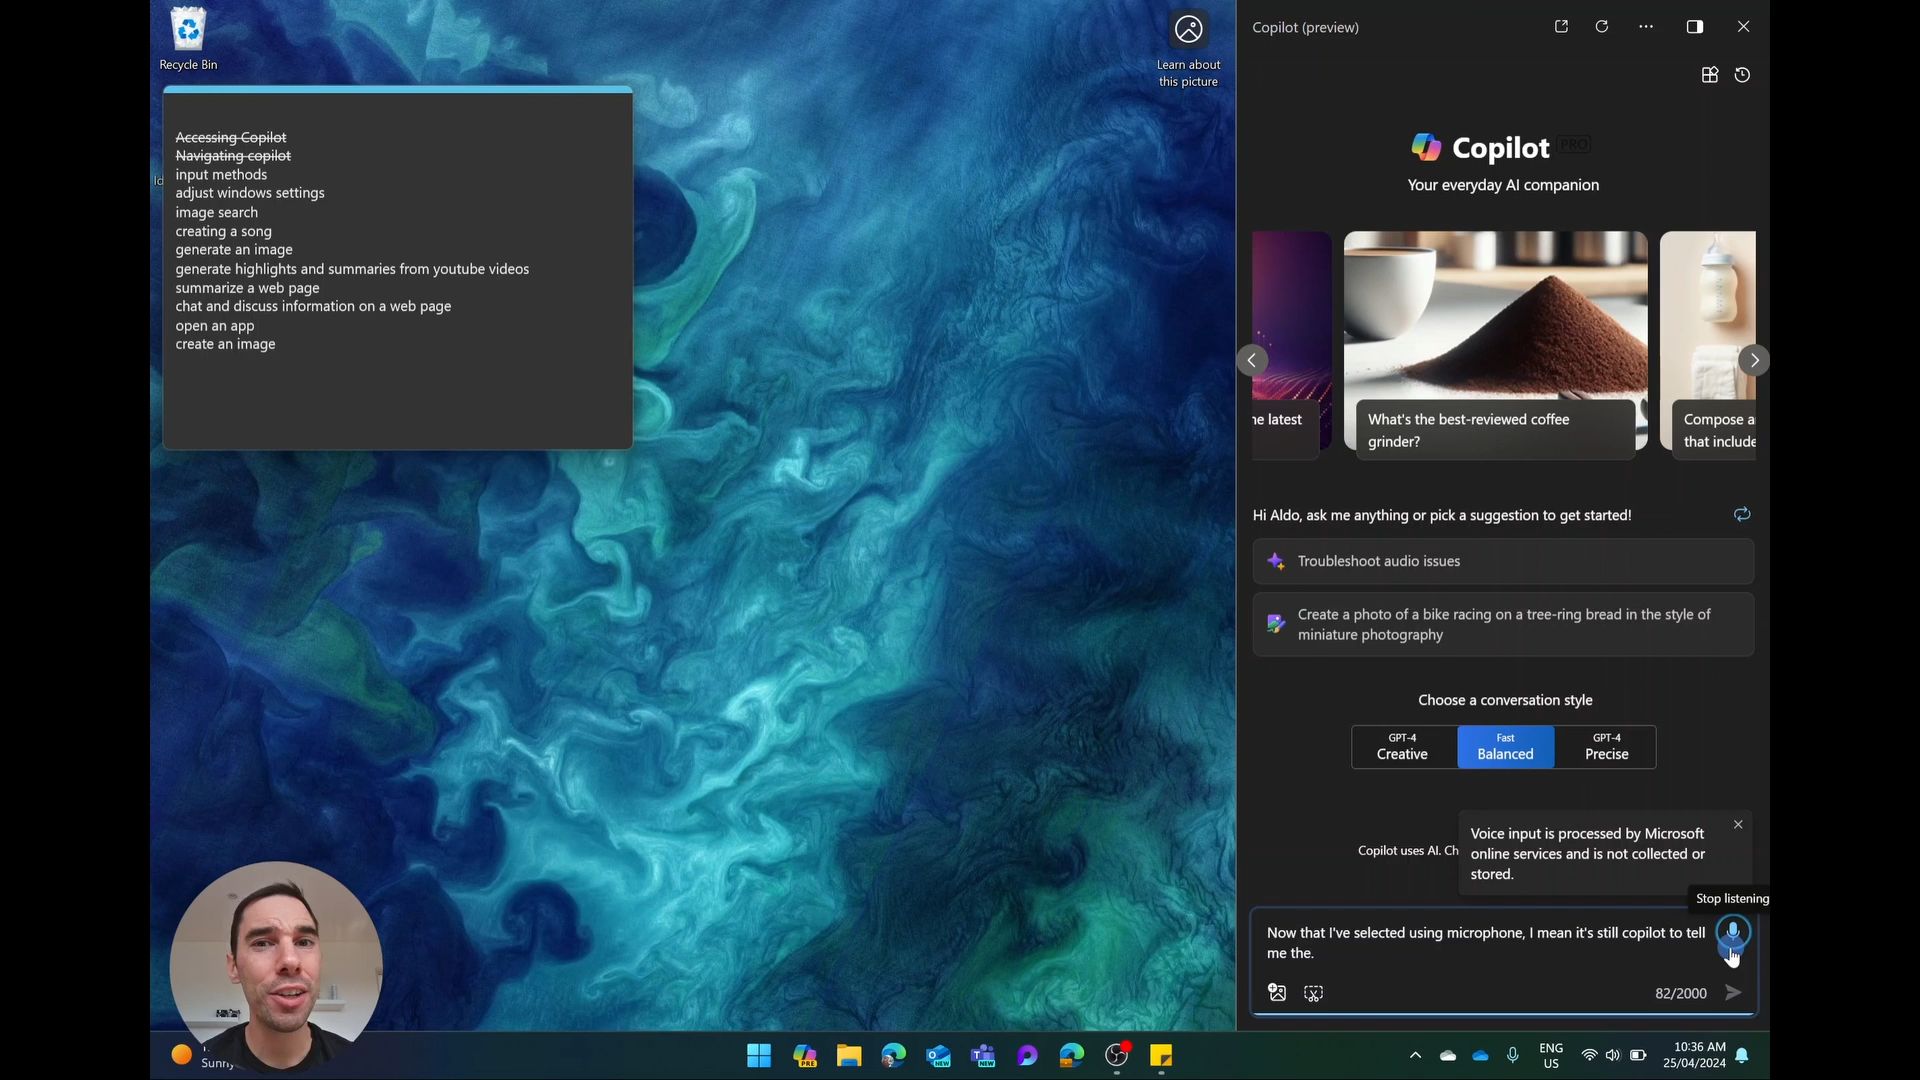 Recycle Bin
Learn about
this picture
Accessing Copilot
Navigating copilot
input methods
adjust windows settings
image search
creating a song
generate an image
generate highlights and summaries from youtube videos
summarize a web page
chat and discuss information on a web page
open an app
create an image
Copilot (preview)
Copilot PRO
Your everyday AI companion
he latest
What's the best-reviewed coffee
grinder?
Compose a
that include
Hi Aldo, ask me anything or pick a suggestion to get started!
Troubleshoot audio issues
Create a photo of a bike racing on a tree-ring bread in the style of
miniature photography
Choose a conversation style
GPT-4
Creative
Fast
Balanced
GPT-4
Precise
Copilot uses AI. Ch
Voice input is processed by Microsoft
online services and is not collected or
stored.
Stop listening
Now that I've selected using microphone, I mean it's still copilot to tell
me the.
82/2000
Sunny
PRE
NEW
NEW
ENG
US
10:36 AM
25/04/2024